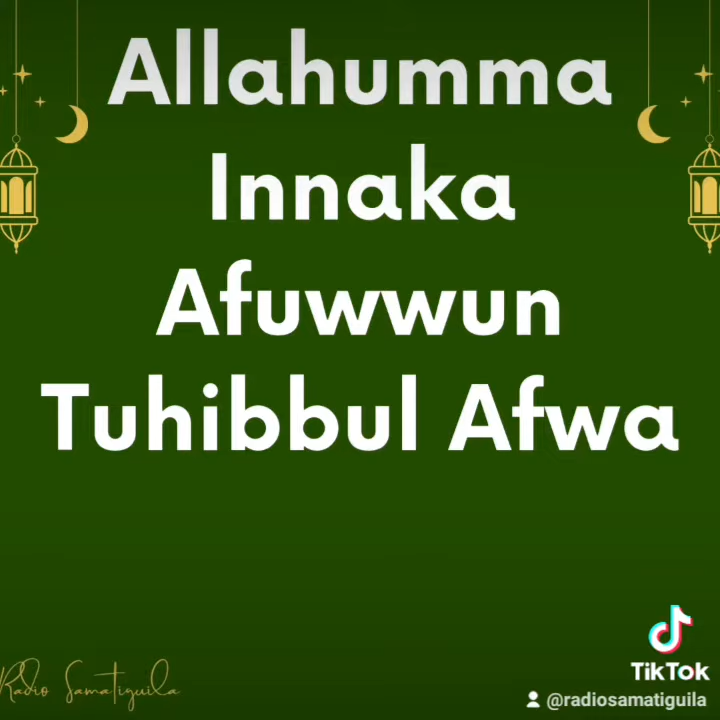 Allahumma
Innaka
Afuwwun
Tuhibbul Afwa
Radio Samatiguila
TikTok
@radiosamatiguila